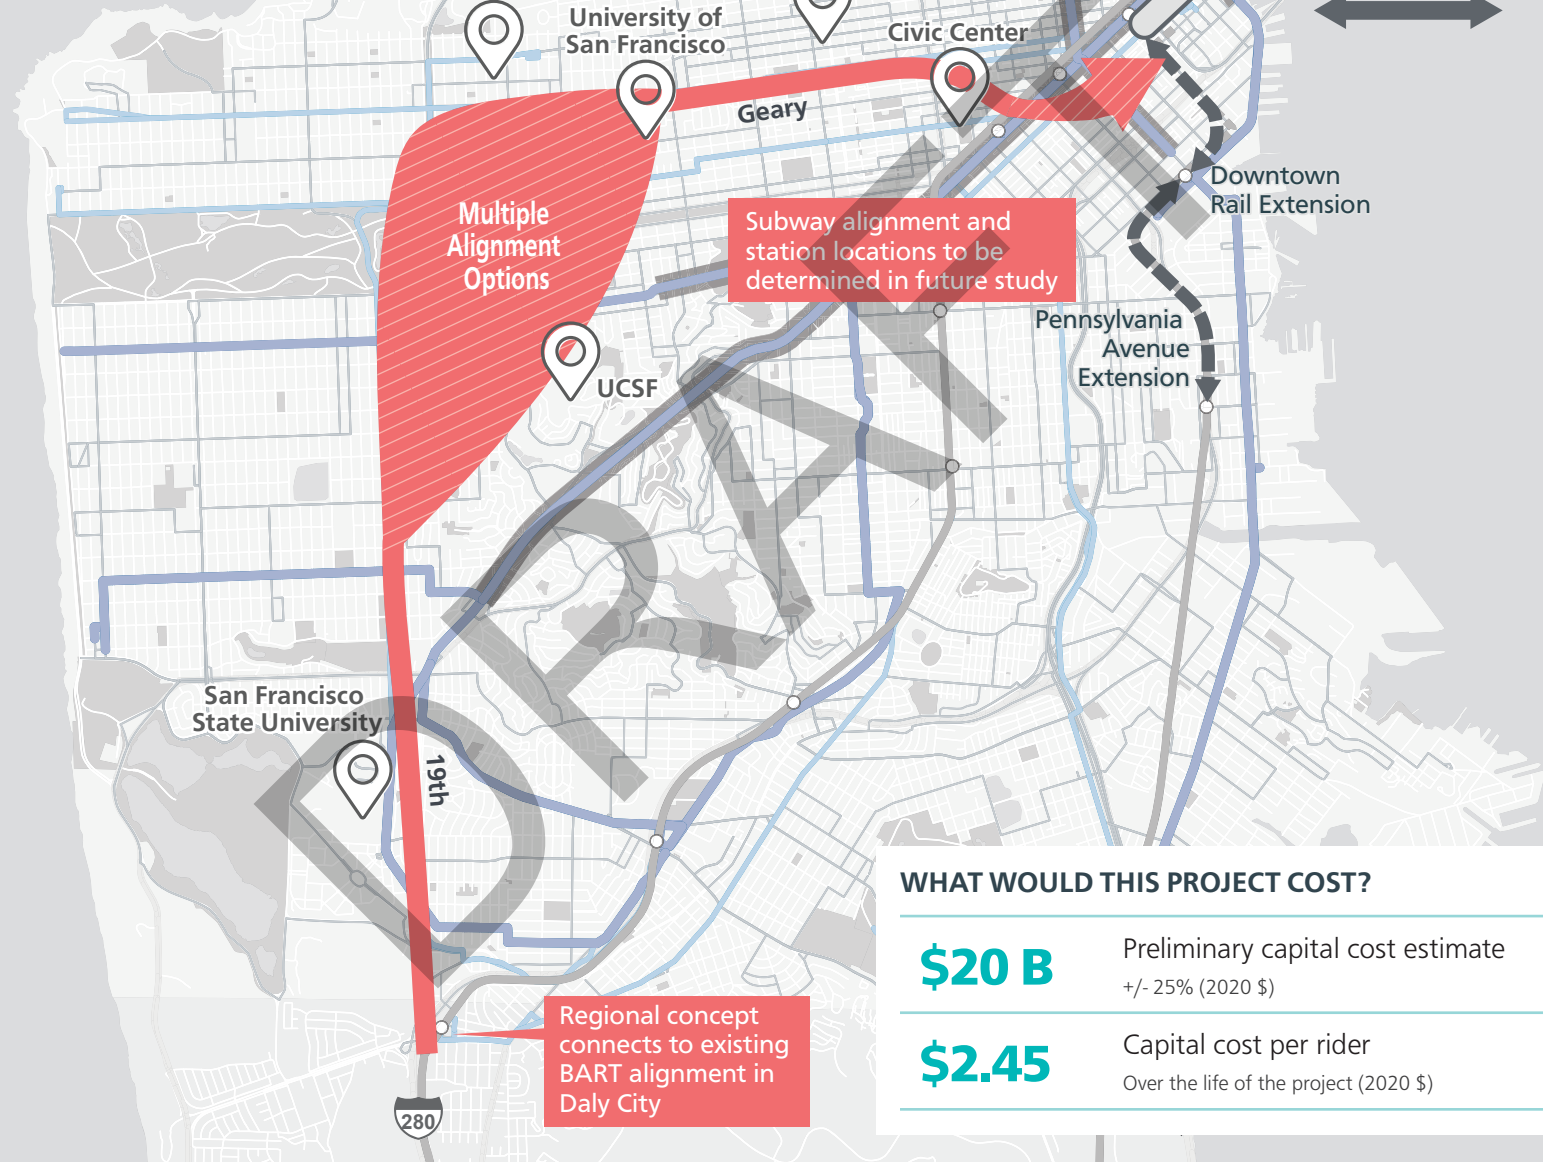 University of
San Francisco
Civic Center
Geary
Downtown
Rail Extension
Multiple
Alignment
Options
Subway alignment and
station locations to be
determined in future study
Pennsylvania
Avenue
Extension
UCSF
DRAFT
San Francisco
State University
19th
WHAT WOULD THIS PROJECT COST?
$20 B
Preliminary capital cost estimate
+/- 25% (2020 $)
Regional concept
connects to existing
BART alignment in
Daly City
$2.45
Capital cost per rider
Over the life of the project (2020 $)
280